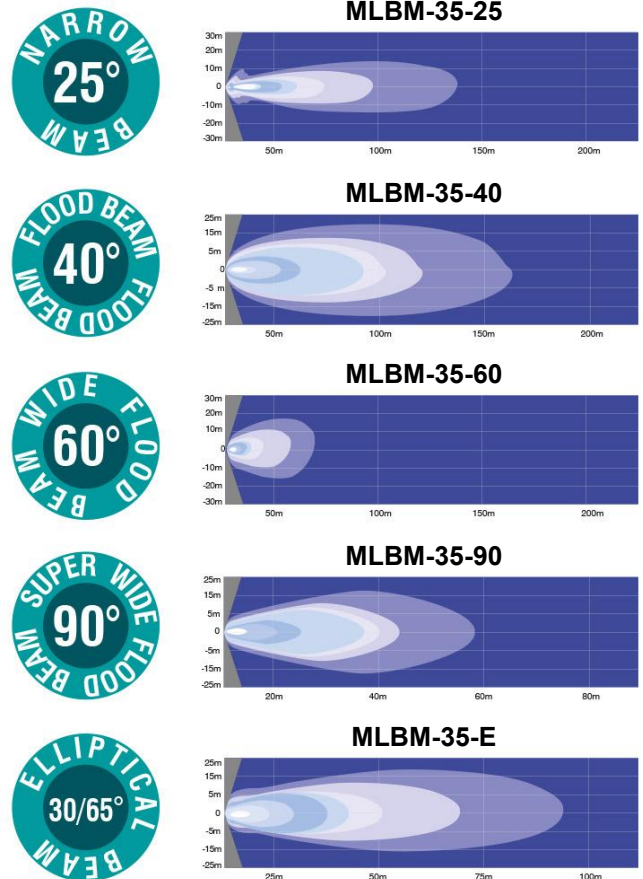 MLBM-35-25
NARROW
25°
BEAM
30m
20m
10m
0
-10m
-20m
-30m
50m 100m 150m 200m
MLBM-35-40
FLOOD BEAM
40°
FLOOD BEAM FLOOD BEAM
25m
15m
5m
0
-5 m
-15m
-25m
50m 100m 150m 200m
MLBM-35-60
WIDE FLOOD BEAM
60°
30m
20m
10m
0
-10m
-20m
-30m
50m 100m 150m 200m
MLBM-35-90
SUPER WIDE FLOOD BEAM
90°
25m
15m
5m
0
-5m
-15m
-25m
20m 40m 60m 80m
MLBM-35-E
ELLIPTICAL
30/65°
BEAM
25m
15m
5m
0
-5m
-15m
-25m
25m 50m 75m 100m